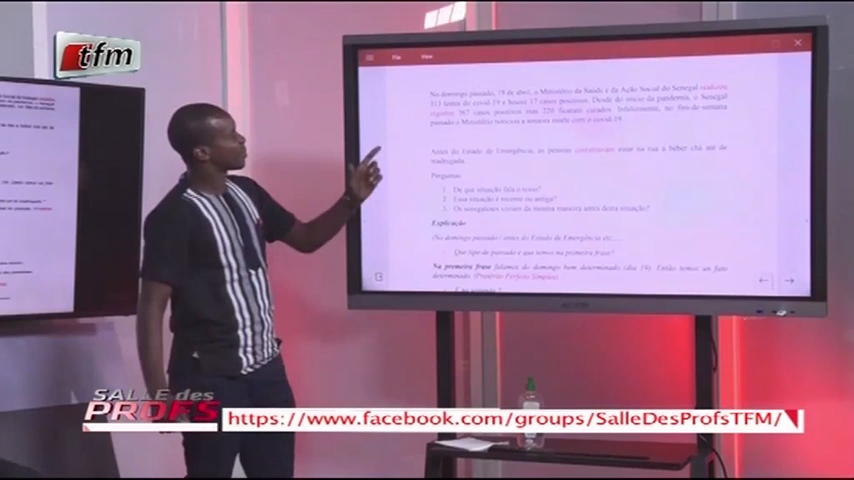 tfm
File View
No domingo passado, 19 de abril, o Ministério da Saúde e da Ação Social do Senegal realizou
313 testes do covid-19 e houve 17 casos positivos. Desde do início da pandemia, o Senegal
registou 367 casos positivos mas 220 ficaram curados. Infelizmente, no fim-de-semana
passado o Ministério noticiou a terceira morte com o covid-19.
Antes do Estado de Emergência, as pessoas costumavam estar na rua a beber chá até de
madrugada.
Perguntas
1. De que situação fala o texto?
2. Essa situação é recente ou antiga?
3. Os senegaleses viviam da mesma maneira antes desta situação?
Explicação
(No domingo passado / antes do Estado de Emergência etc....
- Que tipo de passado é que temos na primeira frase?
Na primeira frase falamos do domingo bem determinado (dia 19). Então temos um fato
determinado. (Pretérito Perfeito Simples)
E na segunda ?
SALLE des
PROFS
https://www.facebook.com/groups/SalleDesProfsTFM/